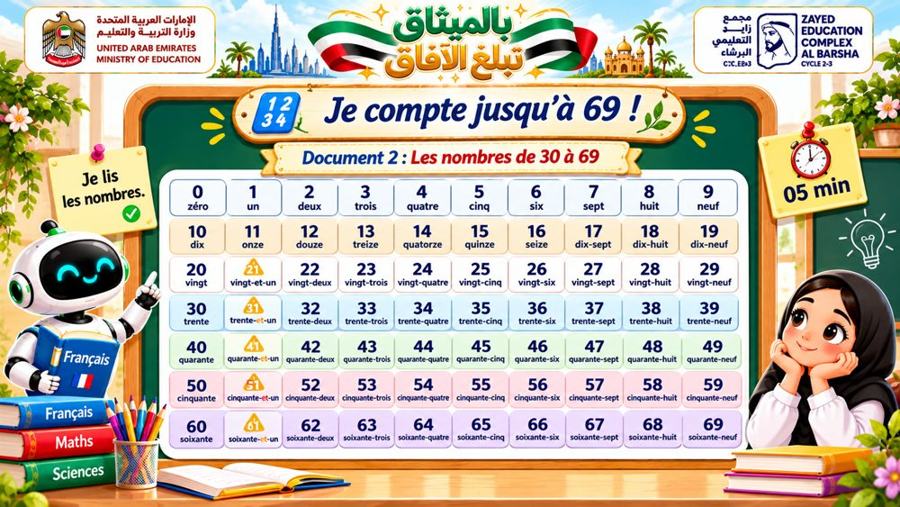 الإمارات العربية المتحدة
وزارة التربية والتعليم
UNITED ARAB EMIRATES
MINISTRY OF EDUCATION
بالميثاق
تبلغ الآفاق
مجمع
زايد
التعليمي
البرشاء
ZAYED
EDUCATION
COMPLEX
AL BARSHA
CYCLE 2-3
1 2
3 4
Je compte jusqu'à 69 !
Document 2 : Les nombres de 30 à 69
Je lis
les nombres.
05 min
0 1 2 3 4 5 6 7 8 9
zéro un deux trois quatre cinq six sept huit neuf
10 11 12 13 14 15 16 17 18 19
dix onze douze treize quatorze quinze seize dix-sept dix-huit dix-neuf
20 21 22 23 24 25 26 27 28 29
vingt vingt-et-un vingt-deux vingt-trois vingt-quatre vingt-cinq vingt-six vingt-sept vingt-huit vingt-neuf
30 31 32 33 34 35 36 37 38 39
trente trente-et-un trente-deux trente-trois trente-quatre trente-cinq trente-six trente-sept trente-huit trente-neuf
40 41 42 43 44 45 46 47 48 49
quarante quarante-et-un quarante-deux quarante-trois quarante-quatre quarante-cinq quarante-six quarante-sept quarante-huit quarante-neuf
50 51 52 53 54 55 56 57 58 59
cinquante cinquante-et-un cinquante-deux cinquante-trois cinquante-quatre cinquante-cinq cinquante-six cinquante-sept cinquante-huit cinquante-neuf
60 61 62 63 64 65 66 67 68 69
soixante soixante-et-un soixante-deux soixante-trois soixante-quatre soixante-cinq soixante-six soixante-sept soixante-huit soixante-neuf
Français
Français
Maths
Sciences